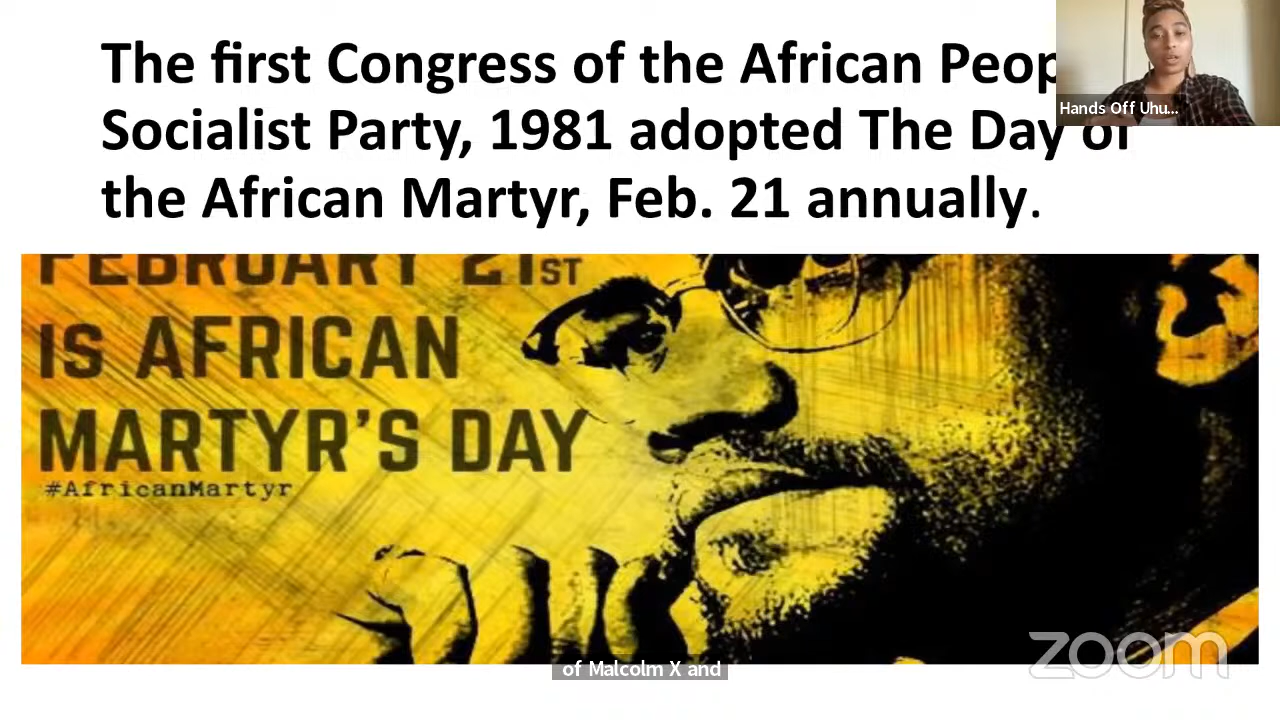 The first Congress of the African Peop
Socialist Party, 1981 adopted The Day of
the African Martyr, Feb. 21 annually.
Hands Off Uhu...
FEBRUARY 21ST
IS AFRICAN
MARTYR'S DAY
#AfricanMartyr
zoom
of Malcolm X and